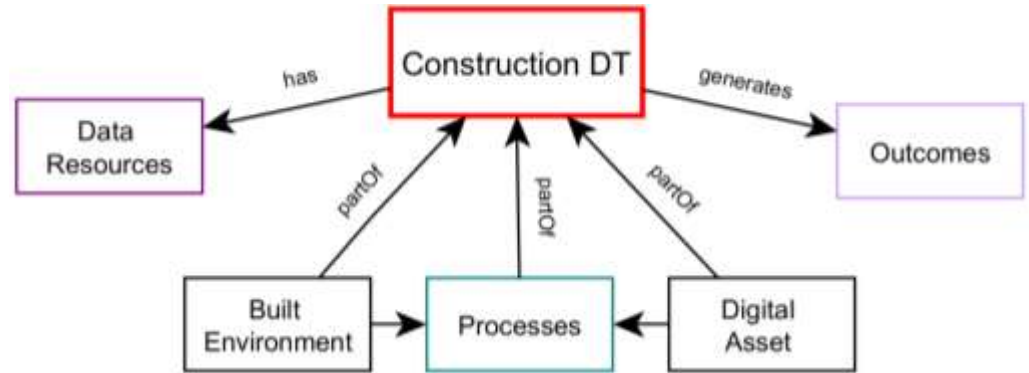 Construction DT
has
generates
Data
Resources
Outcomes
partOf
partOf
partOf
Built
Environment
Processes
Digital
Asset